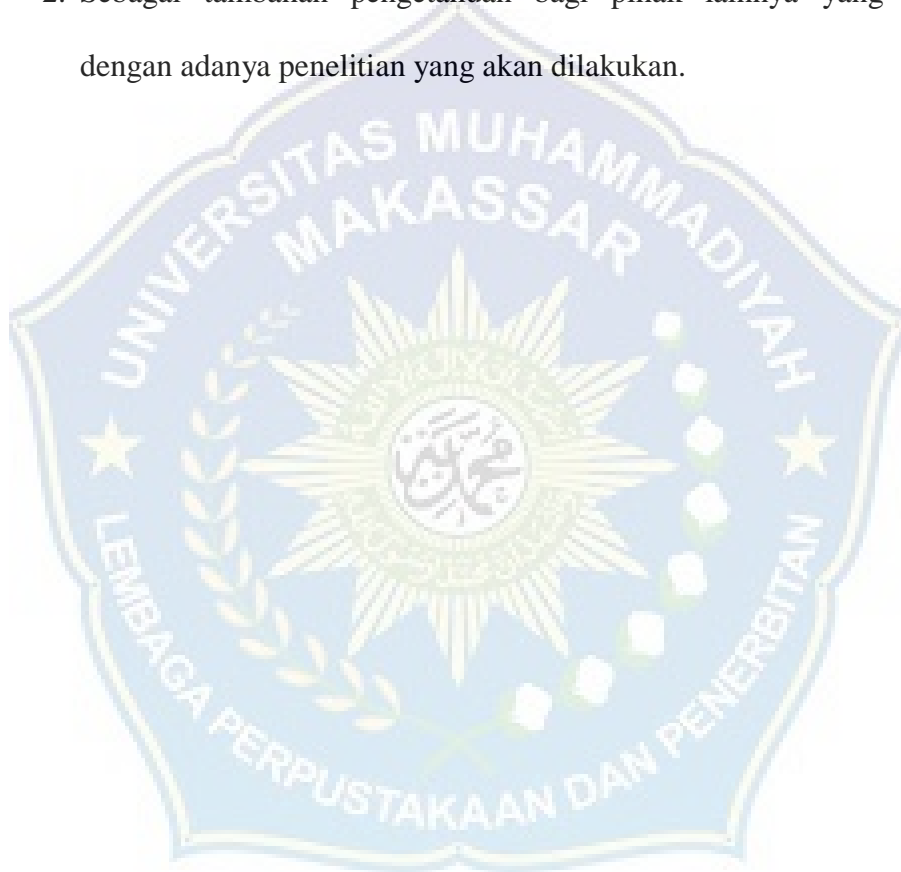 2. Sebagai tambahan pengetahuan bagi pihak lainnya yang
dengan adanya penelitian yang akan dilakukan.
UNIVERSITAS MUHAMMADIYAH
MAKASSAR
LEMBAGA PERPUSTAKAAN DAN PENERBITAN